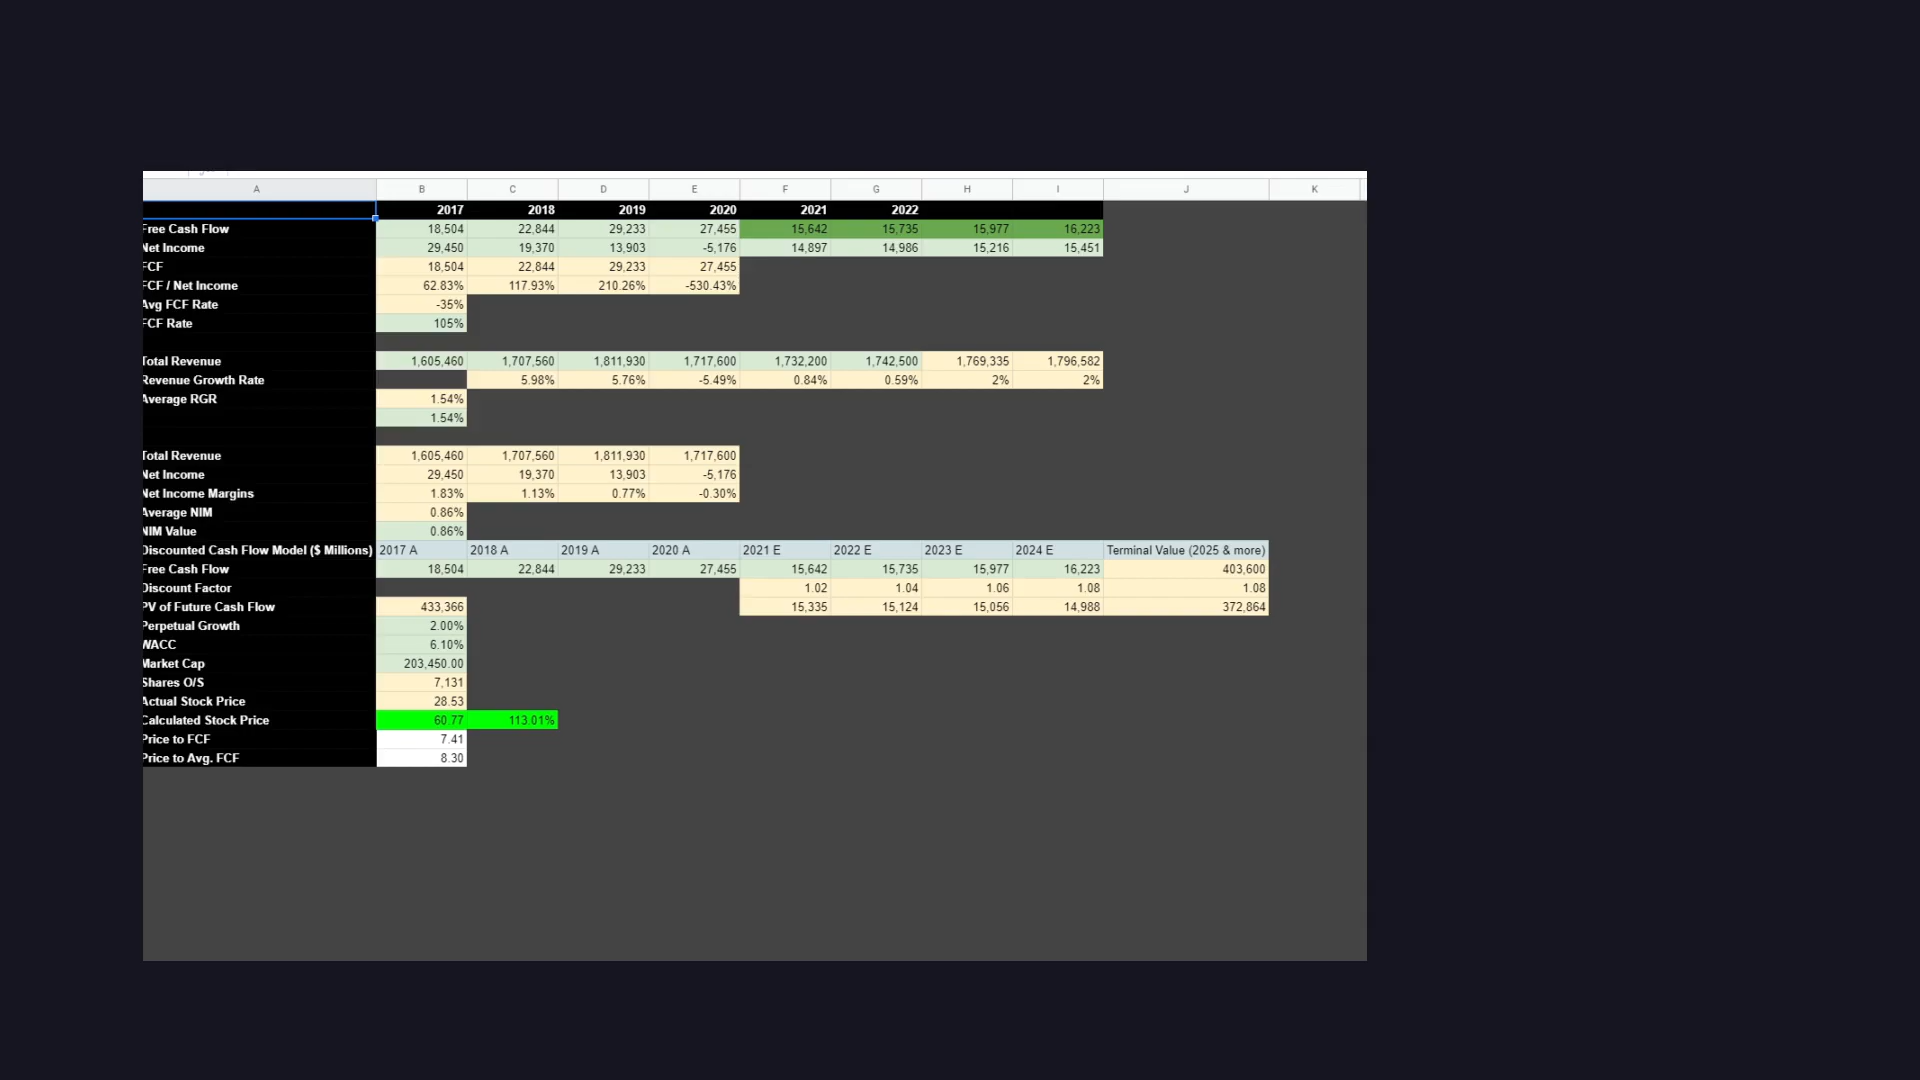 A B C D E F G H I J K
2017 2018 2019 2020 2021 2022
Free Cash Flow 18,504 22,844 29,233 27,455 15,642 15,735 15,977 16,223
Net Income 29,450 19,370 13,903 -5,176 14,897 14,986 15,216 15,451
FCF 18,504 22,844 29,233 27,455
FCF / Net Income 62.83% 117.93% 210.26% -530.43%
Avg FCF Rate -35%
FCF Rate 105%
Total Revenue 1,605,460 1,707,560 1,811,930 1,717,600 1,732,200 1,742,500 1,769,335 1,796,582
Revenue Growth Rate 5.98% 5.76% -5.49% 0.84% 0.59% 2% 2%
Average RGR 1.54%
1.54%
Total Revenue 1,605,460 1,707,560 1,811,930 1,717,600
Net Income 29,450 19,370 13,903 -5,176
Net Income Margins 1.83% 1.13% 0.77% -0.30%
Average NIM 0.86%
NIM Value 0.86%
Discounted Cash Flow Model ($ Millions) 2017 A 2018 A 2019 A 2020 A 2021 E 2022 E 2023 E 2024 E Terminal Value (2025 & more)
Free Cash Flow 18,504 22,844 29,233 27,455 15,642 15,735 15,977 16,223 403,600
Discount Factor 1.02 1.04 1.06 1.08 1.08
PV of Future Cash Flow 433,366 15,335 15,124 15,056 14,988 372,864
Perpetual Growth 2.00%
WACC 6.10%
Market Cap 203,450.00
Shares O/S 7,131
Actual Stock Price 28.53
Calculated Stock Price 60.77 113.01%
Price to FCF 7.41
Price to Avg. FCF 8.30